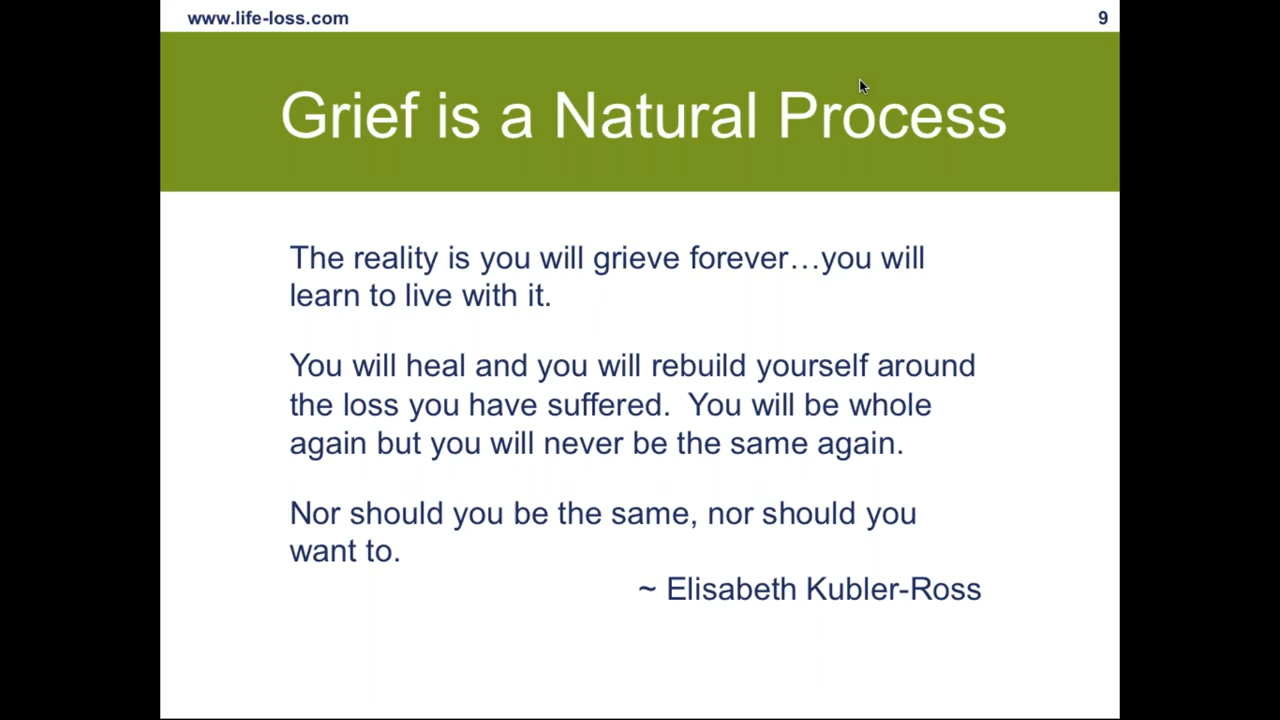 www.life-loss.com 9
Grief is a Natural Process
The reality is you will grieve forever…you will
learn to live with it.
You will heal and you will rebuild yourself around
the loss you have suffered.  You will be whole
again but you will never be the same again.
Nor should you be the same, nor should you
want to.
~ Elisabeth Kubler-Ross